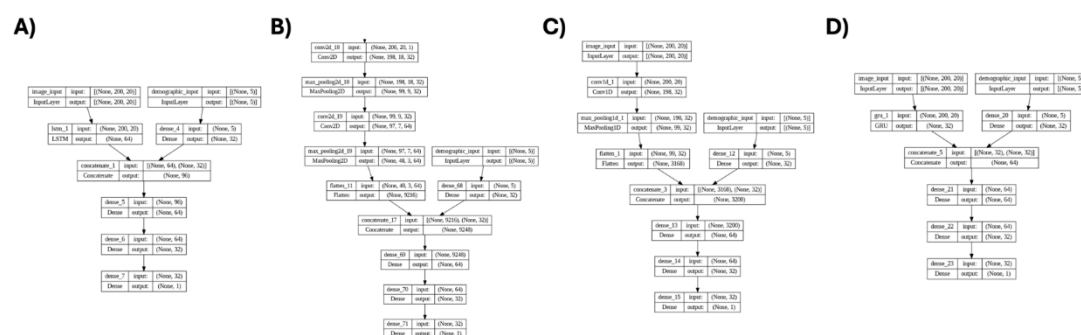 A)
image_input input: [(None, 200, 20)]
InputLayer output: [(None, 200, 20)]
demographic_input input: [(None, 5)]
InputLayer output: [(None, 5)]
lstm_1 input: (None, 200, 20)
LSTM output: (None, 64)
dense_4 input: (None, 5)
Dense output: (None, 32)
concatenate_1 input: [(None, 64), (None, 32)]
Concatenate output: (None, 96)
dense_5 input: (None, 96)
Dense output: (None, 64)
dense_6 input: (None, 64)
Dense output: (None, 32)
dense_7 input: (None, 32)
Dense output: (None, 1)
B)
conv2d_18 input: (None, 200, 20, 1)
Conv2D output: (None, 198, 18, 32)
max_pooling2d_18 input: (None, 198, 18, 32)
MaxPooling2D output: (None, 99, 9, 32)
conv2d_19 input: (None, 99, 9, 32)
Conv2D output: (None, 97, 7, 64)
max_pooling2d_19 input: (None, 97, 7, 64)
MaxPooling2D output: (None, 48, 3, 64)
demographic_input input: [(None, 5)]
InputLayer output: [(None, 5)]
flatten_11 input: (None, 48, 3, 64)
Flatten output: (None, 9216)
dense_68 input: (None, 5)
Dense output: (None, 32)
concatenate_17 input: [(None, 9216), (None, 32)]
Concatenate output: (None, 9248)
dense_69 input: (None, 9248)
Dense output: (None, 64)
dense_70 input: (None, 64)
Dense output: (None, 32)
dense_71 input: (None, 32)
Dense output: (None, 1)
C)
image_input input: [(None, 200, 20)]
InputLayer output: [(None, 200, 20)]
conv1d_1 input: (None, 200, 20)
Conv1D output: (None, 198, 32)
max_pooling1d_1 input: (None, 198, 32)
MaxPooling1D output: (None, 99, 32)
demographic_input input: [(None, 5)]
InputLayer output: [(None, 5)]
flatten_1 input: (None, 99, 32)
Flatten output: (None, 3168)
dense_12 input: (None, 5)
Dense output: (None, 32)
concatenate_3 input: [(None, 3168), (None, 32)]
Concatenate output: (None, 3200)
dense_13 input: (None, 3200)
Dense output: (None, 64)
dense_14 input: (None, 64)
Dense output: (None, 32)
dense_15 input: (None, 32)
Dense output: (None, 1)
D)
image_input input: [(None, 200, 20)]
InputLayer output: [(None, 200, 20)]
demographic_input input: [(None, 5
InputLayer output: [(None, 5
gru_1 input: (None, 200, 20)
GRU output: (None, 32)
dense_20 input: (None, 5)
Dense output: (None, 32)
concatenate_5 input: [(None, 32), (None, 32)]
Concatenate output: (None, 64)
dense_21 input: (None, 64)
Dense output: (None, 64)
dense_22 input: (None, 64)
Dense output: (None, 32)
dense_23 input: (None, 32)
Dense output: (None, 1)